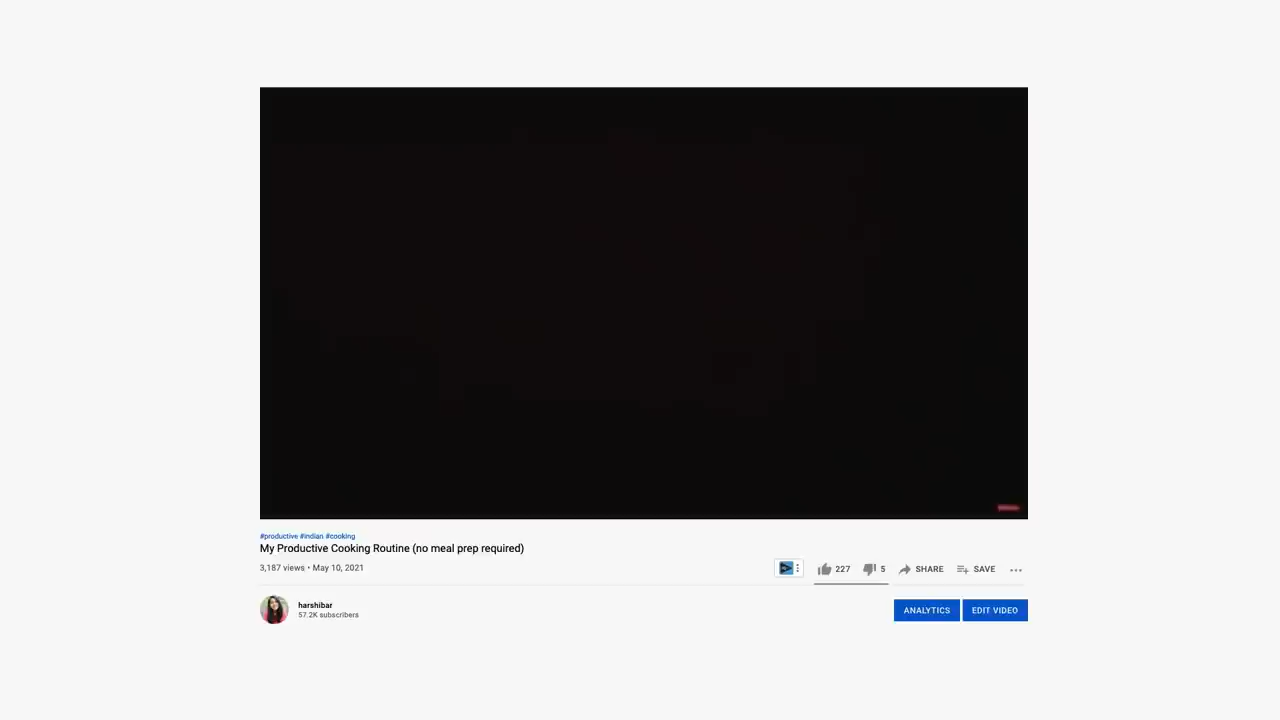 #productive #indian #cooking
My Productive Cooking Routine (no meal prep required)
3,187 views • May 10, 2021
227
5
SHARE
SAVE
harshibar
57.2K subscribers
ANALYTICS
EDIT VIDEO